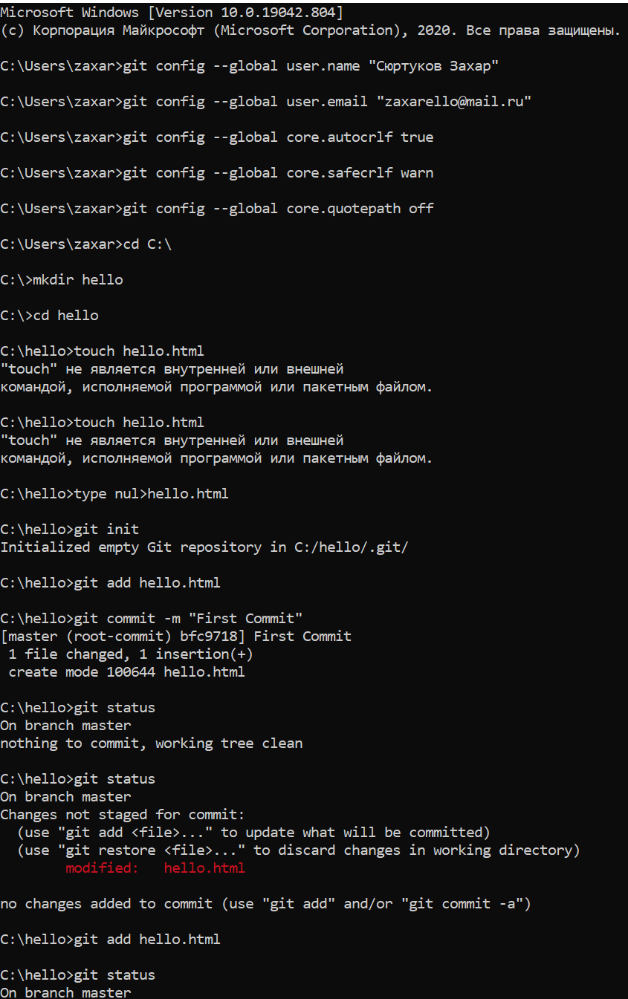 Microsoft Windows [Version 10.0.19042.804]
(c) Корпорация Майкрософт (Microsoft Corporation), 2020. Все права защищены.
C:\Users\zaxar>git config --global user.name "Сюртуков Захар"
C:\Users\zaxar>git config --global user.email "zaxarello@mail.ru"
C:\Users\zaxar>git config --global core.autocrlf true
C:\Users\zaxar>git config --global core.safecrlf warn
C:\Users\zaxar>git config --global core.quotepath off
C:\Users\zaxar>cd C:\
C:\>mkdir hello
C:\>cd hello
C:\hello>touch hello.html
"touch" не является внутренней или внешней
командой, исполняемой программой или пакетным файлом.
C:\hello>touch hello.html
"touch" не является внутренней или внешней
командой, исполняемой программой или пакетным файлом.
C:\hello>type nul>hello.html
C:\hello>git init
Initialized empty Git repository in C:/hello/.git/
C:\hello>git add hello.html
C:\hello>git commit -m "First Commit"
[master (root-commit) bfc9718] First Commit
 1 file changed, 1 insertion(+)
 create mode 100644 hello.html
C:\hello>git status
On branch master
nothing to commit, working tree clean
C:\hello>git status
On branch master
Changes not staged for commit:
  (use "git add <file>..." to update what will be committed)
  (use "git restore <file>..." to discard changes in working directory)
        modified:   hello.html
no changes added to commit (use "git add" and/or "git commit -a")
C:\hello>git add hello.html
C:\hello>git status
On branch master